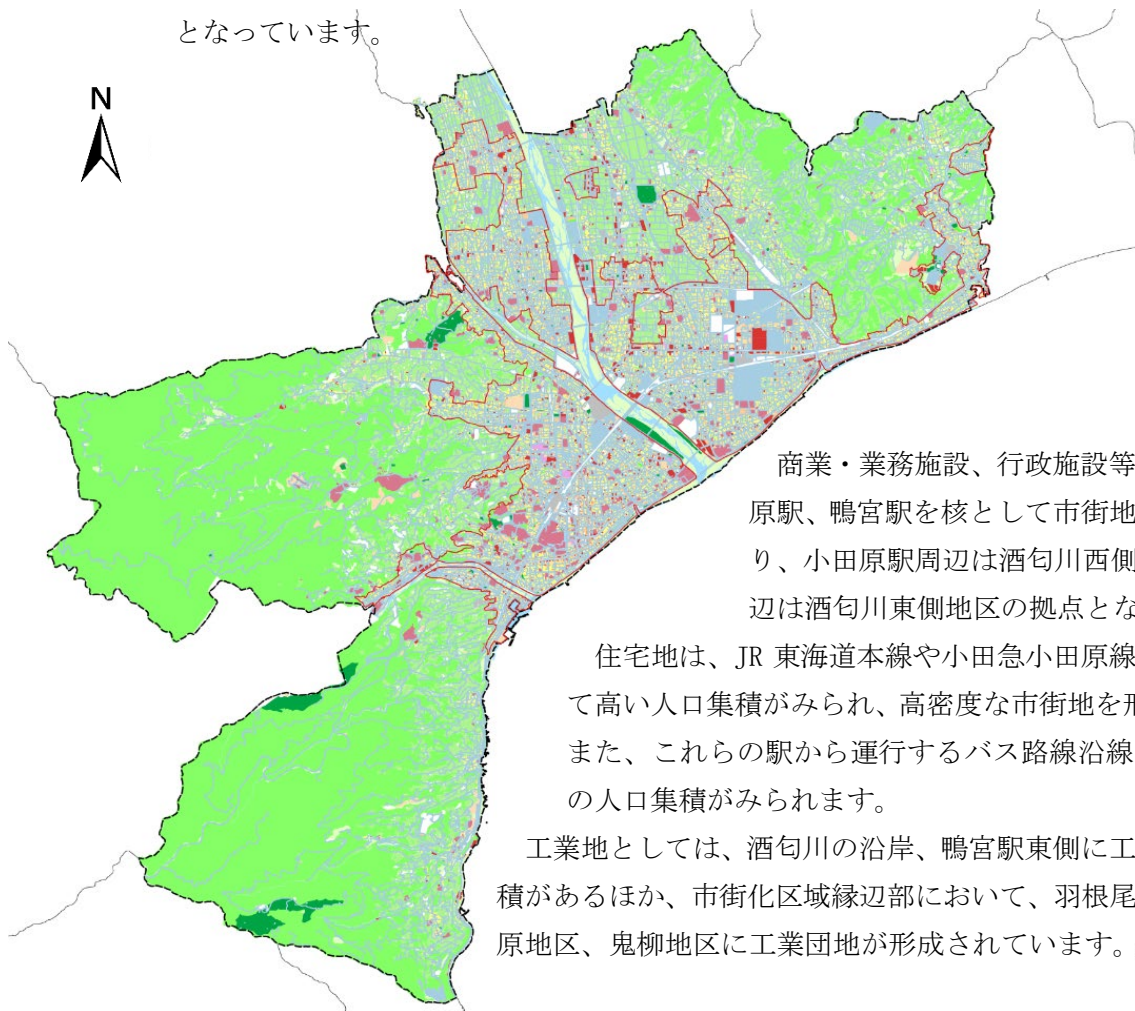 となっています。
N
商業・業務施設、行政施設等
原駅、鴨宮駅を核として市街地
り、小田原駅周辺は酒匂川西側
辺は酒匂川東側地区の拠点とな
住宅地は、JR 東海道本線や小田急小田原線
て高い人口集積がみられ、高密度な市街地を形
また、これらの駅から運行するバス路線沿線
の人口集積がみられます。
工業地としては、酒匂川の沿岸、鴨宮駅東側に工
積があるほか、市街化区域縁辺部において、羽根尾
原地区、鬼柳地区に工業団地が形成されています。